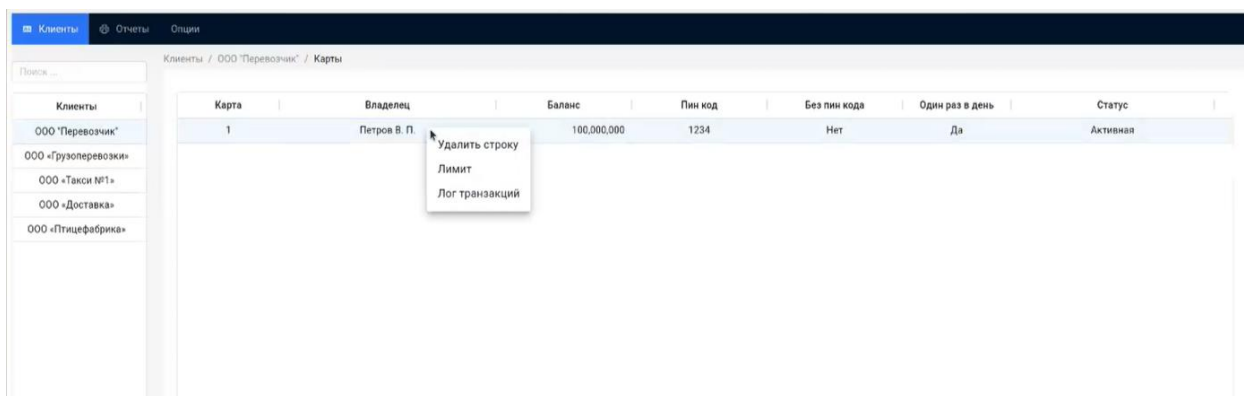 Клиенты Отчеты Опции
Поиск ...
Клиенты / ООО "Перевозчик" / Карты
Клиенты
ООО "Перевозчик"
ООО «Грузоперевозки»
ООО «Такси №1»
ООО «Доставка»
ООО «Птицефабрика»
Карта Владелец Баланс Пин код Без пин кода Один раз в день Статус
1 Петров В. П. 100,000,000 1234 Нет Да Активная
Удалить строку
Лимит
Лог транзакций